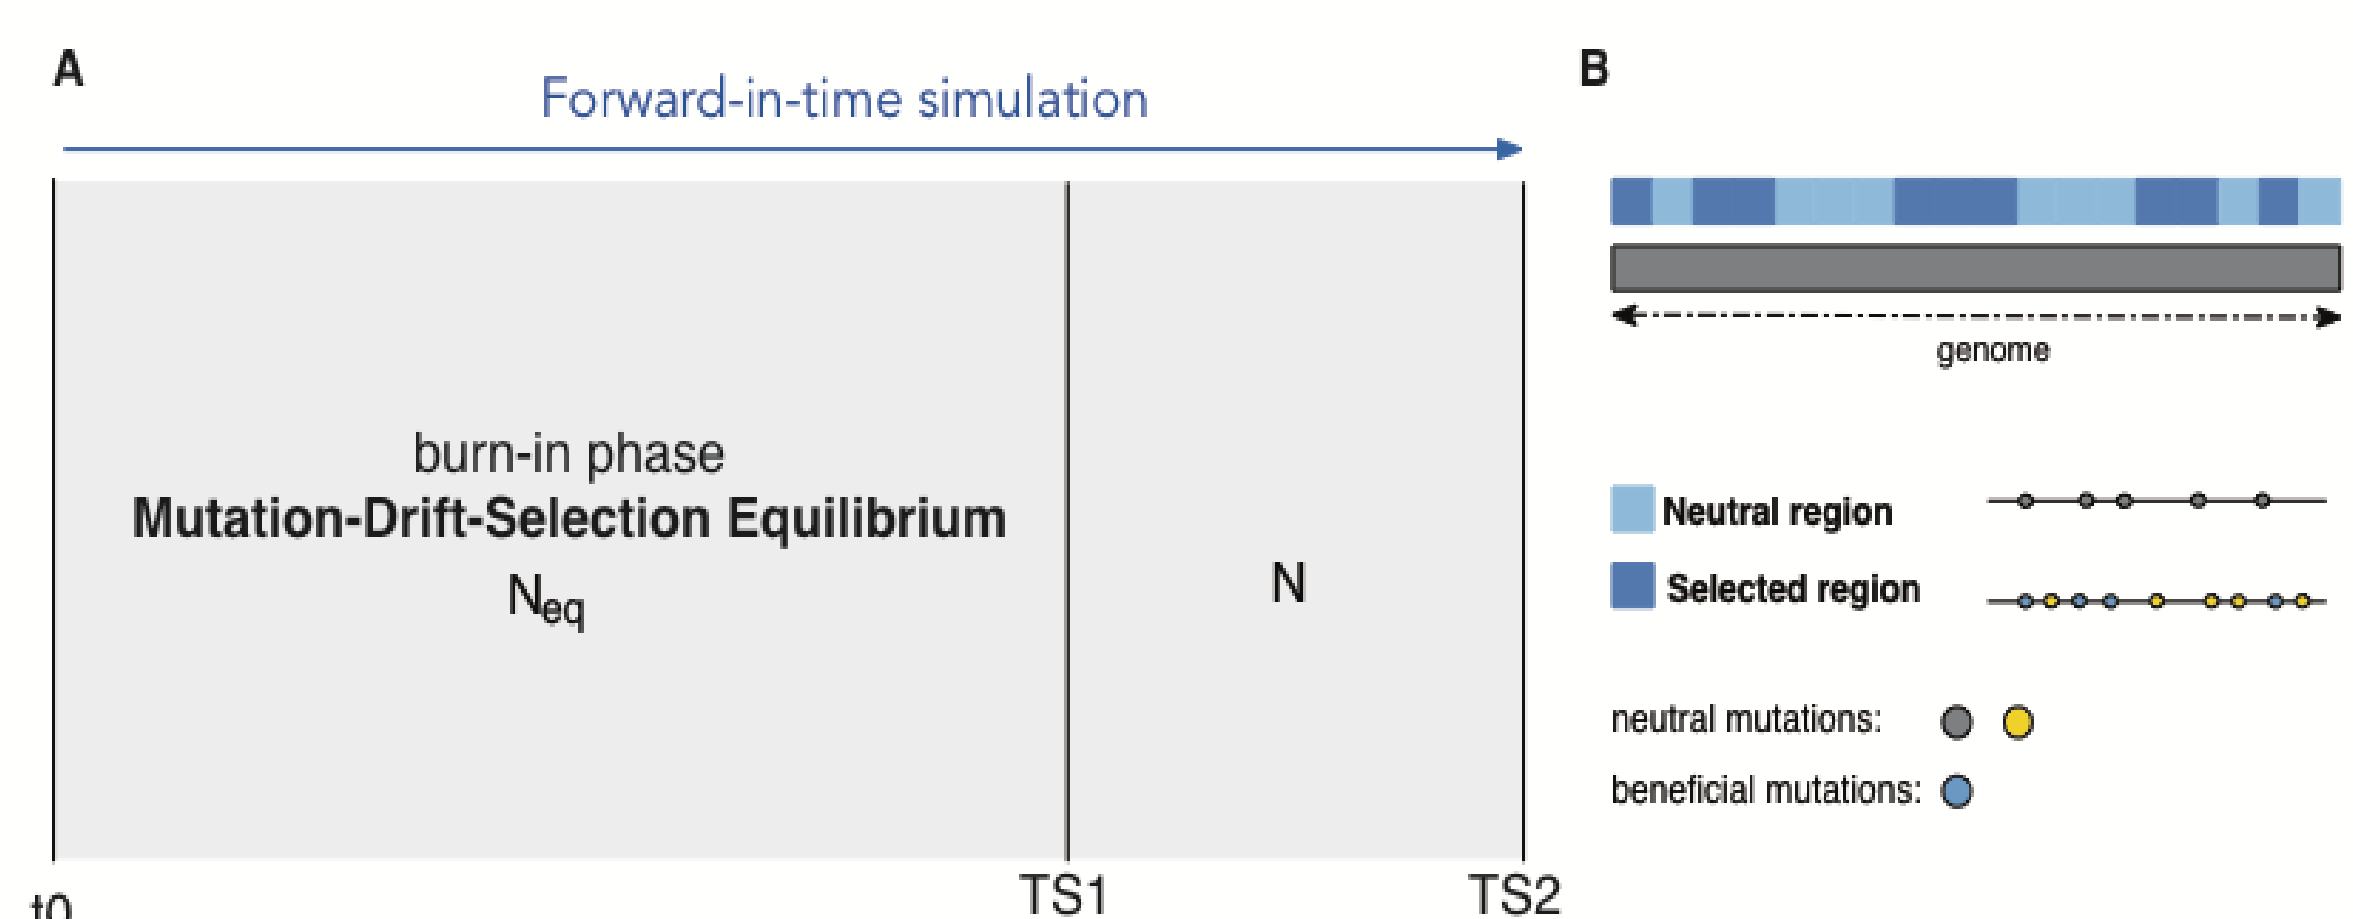 A
Forward-in-time simulation
burn-in phase
Mutation-Drift-Selection Equilibrium
Neq
N
t0
TS1
TS2
B
genome
Neutral region
Selected region
neutral mutations:
beneficial mutations: